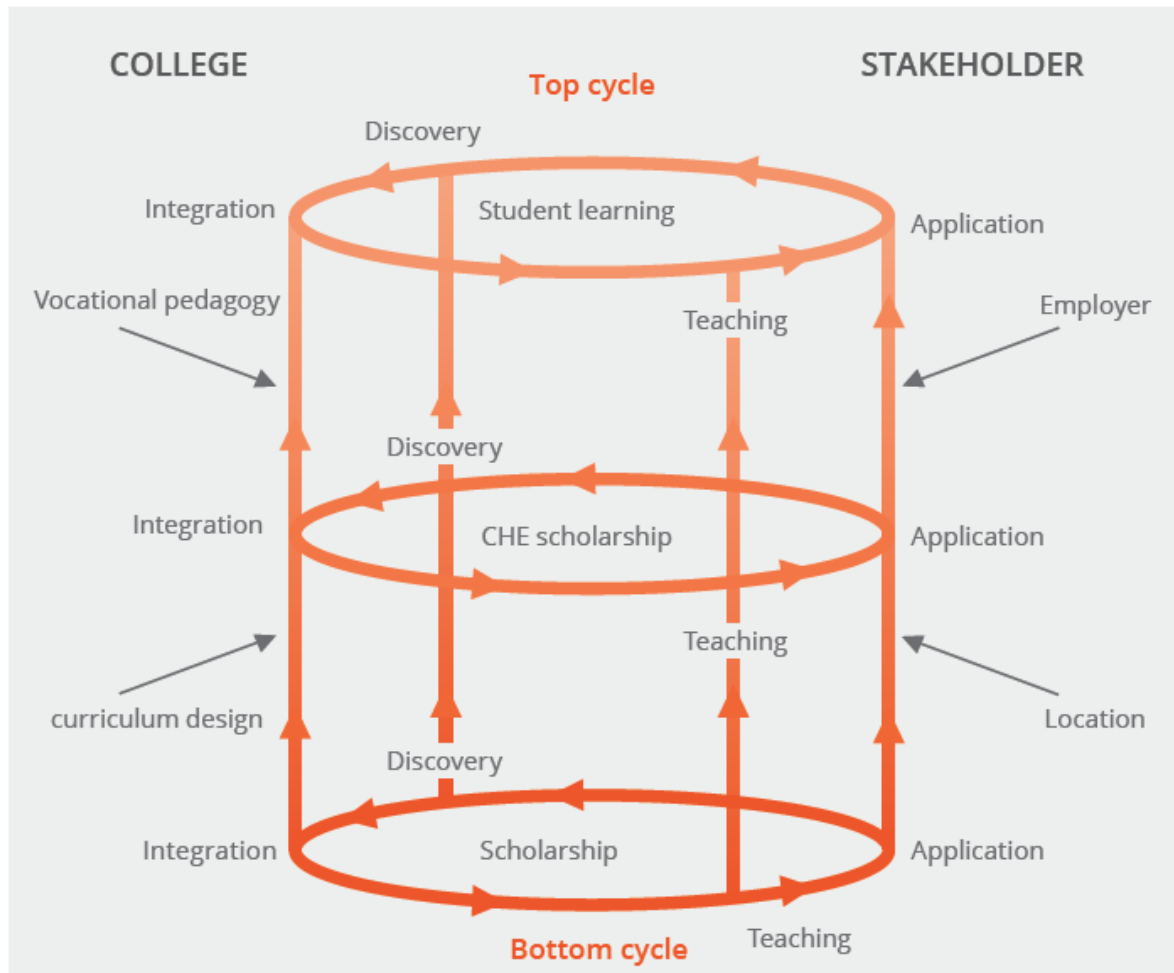 COLLEGE
STAKEHOLDER
Top cycle
Discovery
Integration
Student learning
Application
Vocational pedagogy
Employer
Teaching
Discovery
Integration
CHE scholarship
Application
Teaching
curriculum design
Location
Discovery
Integration
Scholarship
Application
Teaching
Bottom cycle